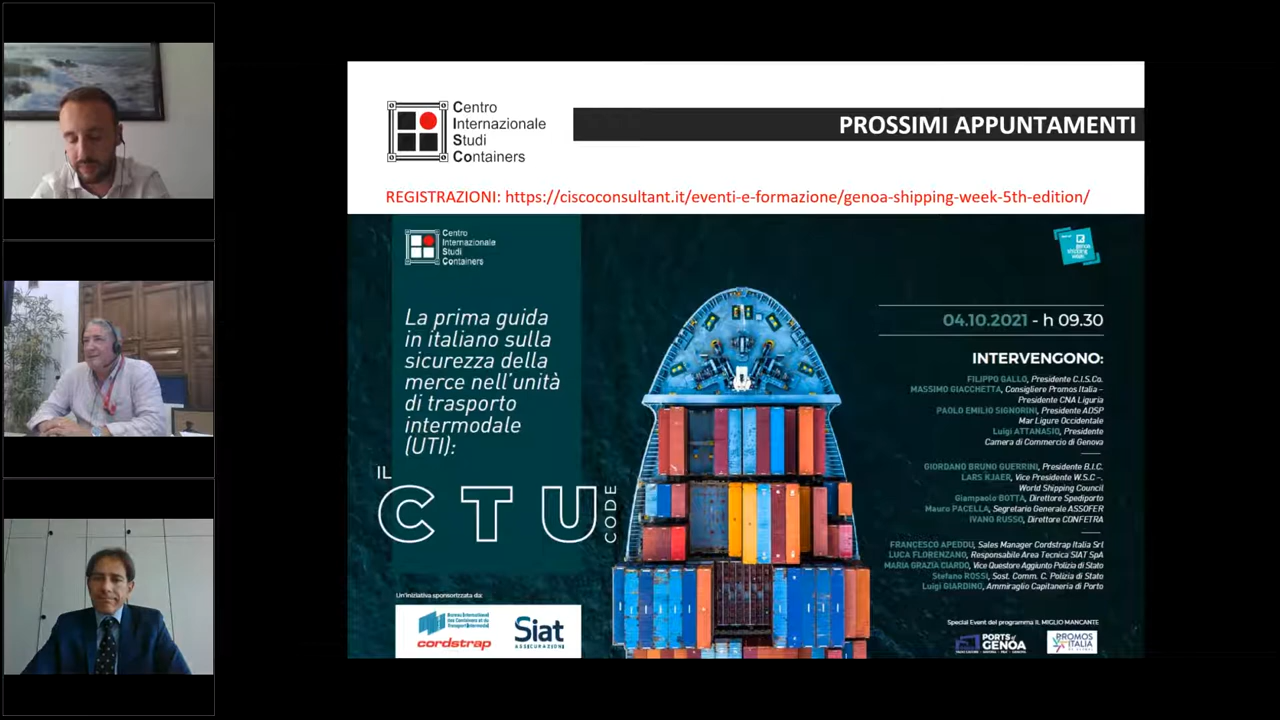 Centro
Internazionale
Studi
Containers
PROSSIMI APPUNTAMENTI
REGISTRAZIONI: https://ciscoconsultant.it/eventi-e-formazione/genoa-shipping-week-5th-edition/
Centro
Internazionale
Studi
Containers
La prima guida
in italiano sulla
sicurezza della
merce nell'unità
di trasporto
intermodale
(UTI):
IL
CTU
CODE
Un'iniziativa sponsorizzata da:
cordstrap
Siat
ASSICURAZIONI
04.10.2021 - h 09.30
INTERVENGONO:
FILIPPO GALLO, Presidente C.I.S.Co.
MASSIMO GIACCHETTA, Consigliere Promos Italia –
Presidente CNA Liguria
PAOLO EMILIO SIGNORINI, Presidente ADSP
Mar Ligure Occidentale
Luigi ATTANASIO, Presidente
Camera di Commercio di Genova
GIORDANO BRUNO GUERRINI, Presidente B.I.C.
LARS KJAER, Vice Presidente W.S.C –,
World Shipping Council
Giampaolo BOTTA, Direttore Spediporto
Mauro PACELLA, Segretario Generale ASSOFER
IVANO RUSSO, Direttore CONFETRA
FRANCESCO APEDDU, Sales Manager Cordstrap Italia Srl
LUCA FLORENZANO, Responsabile Area Tecnica SIAT SpA
MARIA GRAZIA CIARDO, Vice Questore Aggiunto Polizia di Stato
Stefano ROSSI, Sost. Comm. C. Polizia di Stato
Luigi GIARDINO, Ammiraglio Capitaneria di Porto
Special Event del programma IL MIGLIO MANCANTE
PORTS of
GENOA
PROMOS
ITALIA